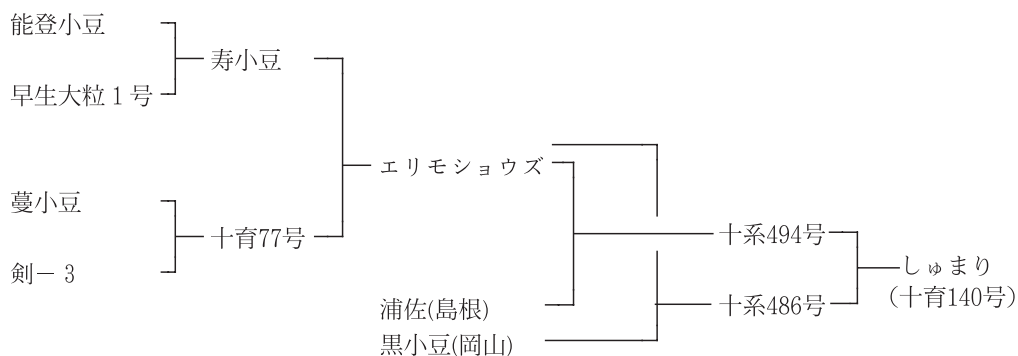 能登小豆
寿小豆
早生大粒1号
エリモショウズ
蔓小豆
十育77号
剣－3
十系494号
しゅまり
(十育140号)
浦佐(島根)
十系486号
黒小豆(岡山)